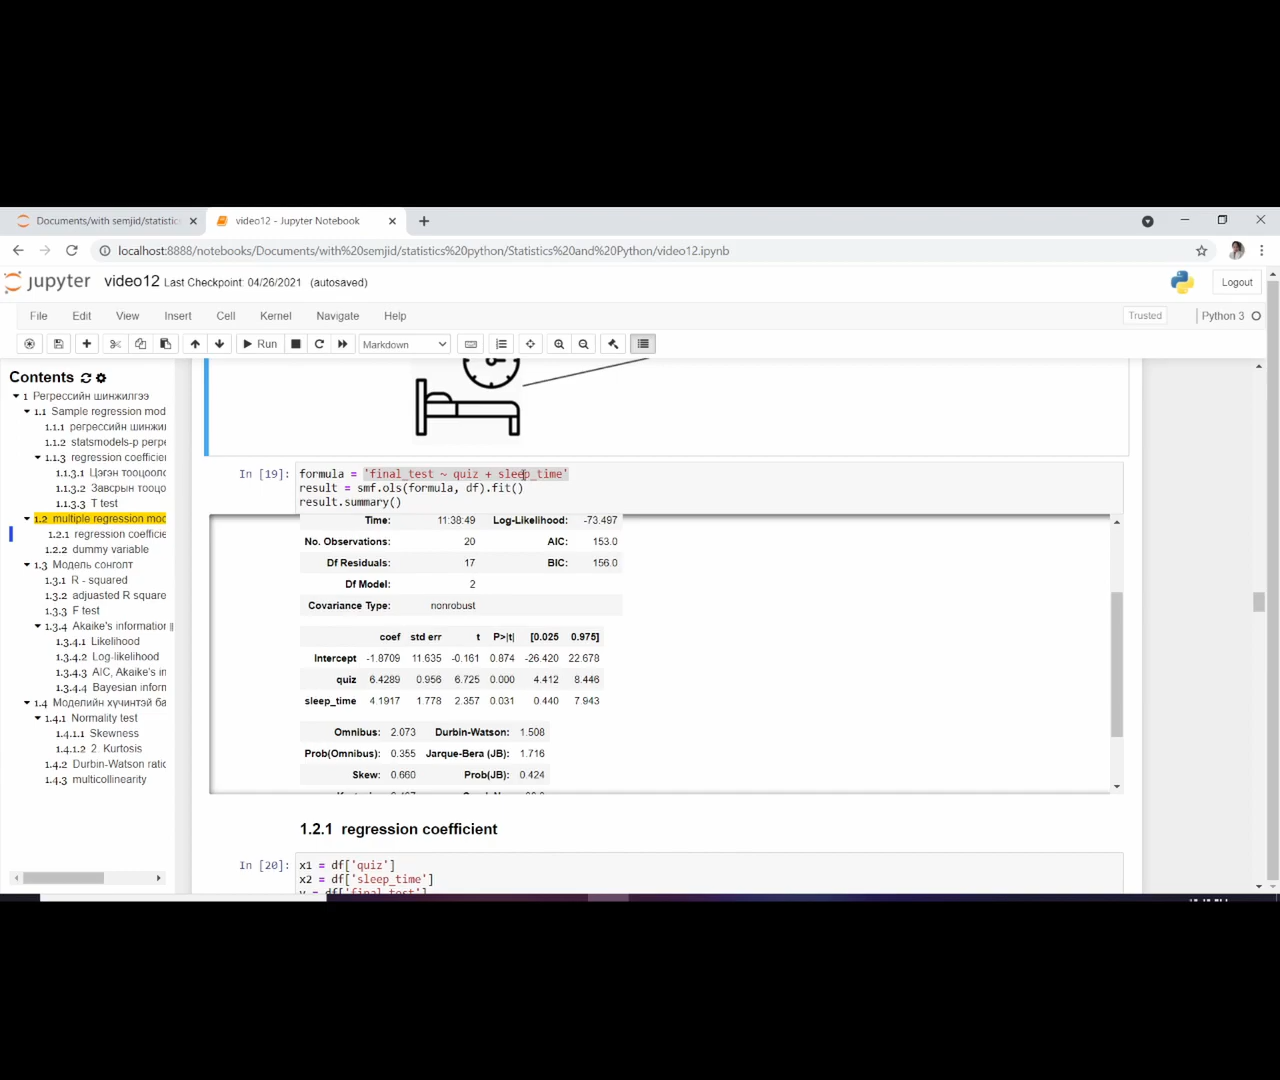 Documents/with semjid/statistic
video12 - Jupyter Notebook
localhost:8888/notebooks/Documents/with%20semjid/statistics%20python/Statistics%20and%20Python/video12.ipynb
jupyter video12 Last Checkpoint: 04/26/2021 (autosaved)
Logout
File Edit View Insert Cell Kernel Navigate Help
Trusted
Python 3
Run
Markdown
Contents
1 Регрессийн шинжилгээ
1.1 Sample regression mod
1.1.1 регрессийн шинжи
1.1.2 statsmodels-р регре
1.1.3 regression coefficien
1.1.3.1 Цэгэн тооцоол
1.1.3.2 Завсрын тооцо
1.1.3.3 T test
1.2 multiple regression mod
1.2.1 regression coefficie
1.2.2 dummy variable
1.3 Модель сонголт
1.3.1 R - squared
1.3.2 adjuasted R square
1.3.3 F test
1.3.4 Akaike's information
1.3.4.1 Likelihood
1.3.4.2 Log-likelihood
1.3.4.3 AIC, Akaike's in
1.3.4.4 Bayesian inform
1.4 Моделийн хүчинтэй ба
1.4.1 Normality test
1.4.1.1 Skewness
1.4.1.2 2. Kurtosis
1.4.2 Durbin-Watson ratio
1.4.3 multicollinearity
In [19]: formula = 'final_test ~ quiz + sleep_time'
result = smf.ols(formula, df).fit()
result.summary()
Time: 11:38:49 Log-Likelihood: -73.497
No. Observations: 20 AIC: 153.0
Df Residuals: 17 BIC: 156.0
Df Model: 2
Covariance Type: nonrobust
coef std err t P>|t| [0.025 0.975]
Intercept -1.8709 11.635 -0.161 0.874 -26.420 22.678
quiz 6.4289 0.956 6.725 0.000 4.412 8.446
sleep_time 4.1917 1.778 2.357 0.031 0.440 7.943
Omnibus: 2.073 Durbin-Watson: 1.508
Prob(Omnibus): 0.355 Jarque-Bera (JB): 1.716
Skew: 0.660 Prob(JB): 0.424
1.2.1 regression coefficient
In [20]: x1 = df['quiz']
x2 = df['sleep_time']
y = df['final_test']